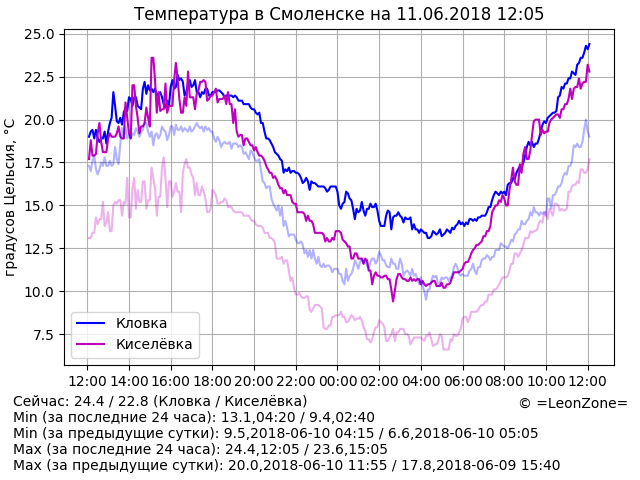 Температура в Смоленске на 11.06.2018 12:05
25.0
22.5
20.0
17.5
15.0
12.5
10.0
7.5
градусов Цельсия, °C
Кловка
Киселёвка
12:00 14:00 16:00 18:00 20:00 22:00 00:00 02:00 04:00 06:00 08:00 10:00 12:00
Сейчас: 24.4 / 22.8 (Кловка / Киселёвка)
© =LeonZone=
Min (за последние 24 часа): 13.1,04:20 / 9.4,02:40
Min (за предыдущие сутки): 9.5,2018-06-10 04:15 / 6.6,2018-06-10 05:05
Max (за последние 24 часа): 24.4,12:05 / 23.6,15:05
Max (за предыдущие сутки): 20.0,2018-06-10 11:55 / 17.8,2018-06-09 15:40